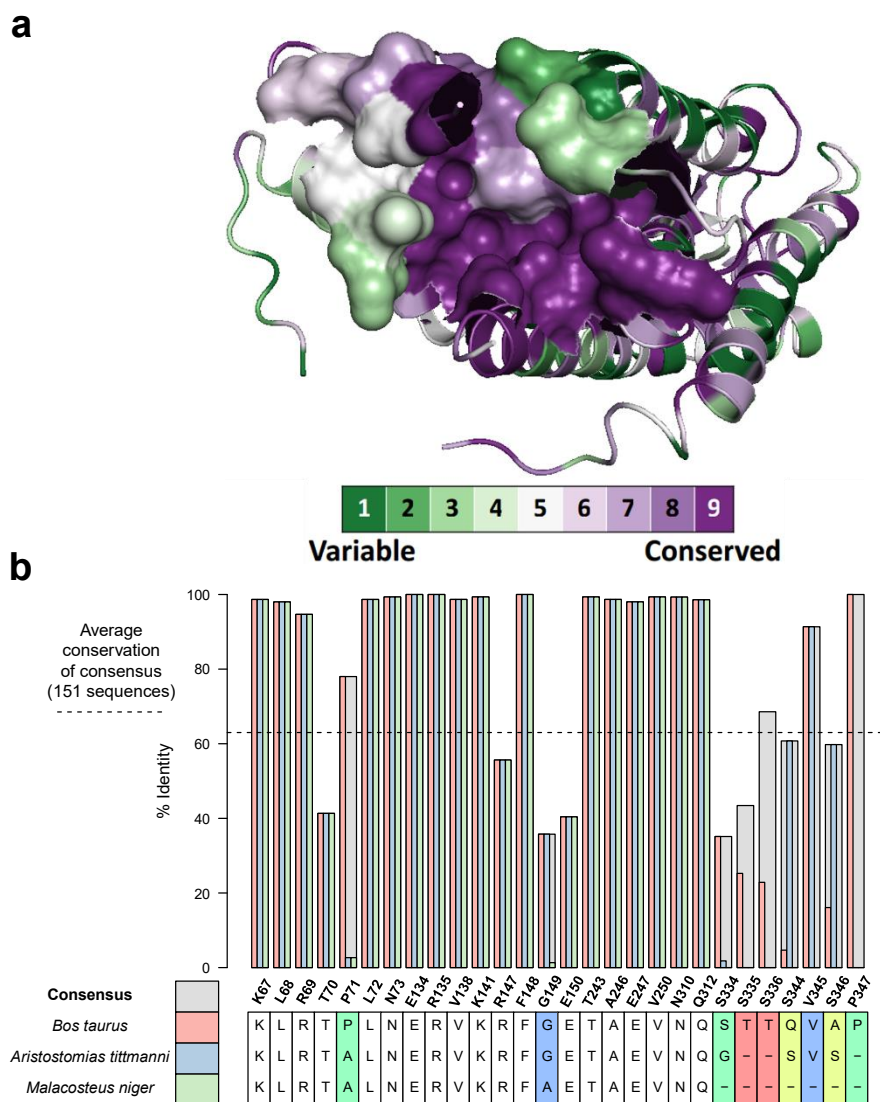 a
1 2 3 4 5 6 7 8 9
Variable Conserved
b
Average
conservation
of consensus
(151 sequences)
% Identity
100
80
60
40
20
0
K67 L68 R69 T70 P71 L72 N73 E134 R135 V138 K141 R147 F148 G149 E150 T243 A246 E247 V250 N310 Q312 S334 S335 S336 S344 V345 S346 P347
Consensus
Bos taurus K L R T P L N E R V K R F G E T A E V N Q S T T Q V A P
Aristostomias tittmanni K L R T A L N E R V K R F G E T A E V N Q G – – S V S –
Malacosteus niger K L R T A L N E R V K R F A E T A E V N Q – – – – – – –